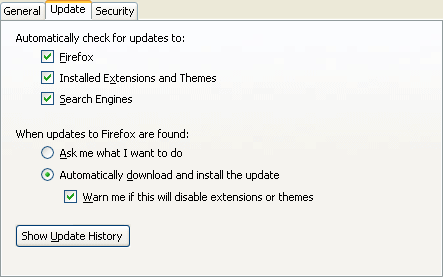 General Update Security
Automatically check for updates to:
Firefox
Installed Extensions and Themes
Search Engines
When updates to Firefox are found:
Ask me what I want to do
Automatically download and install the update
Warn me if this will disable extensions or themes
Show Update History